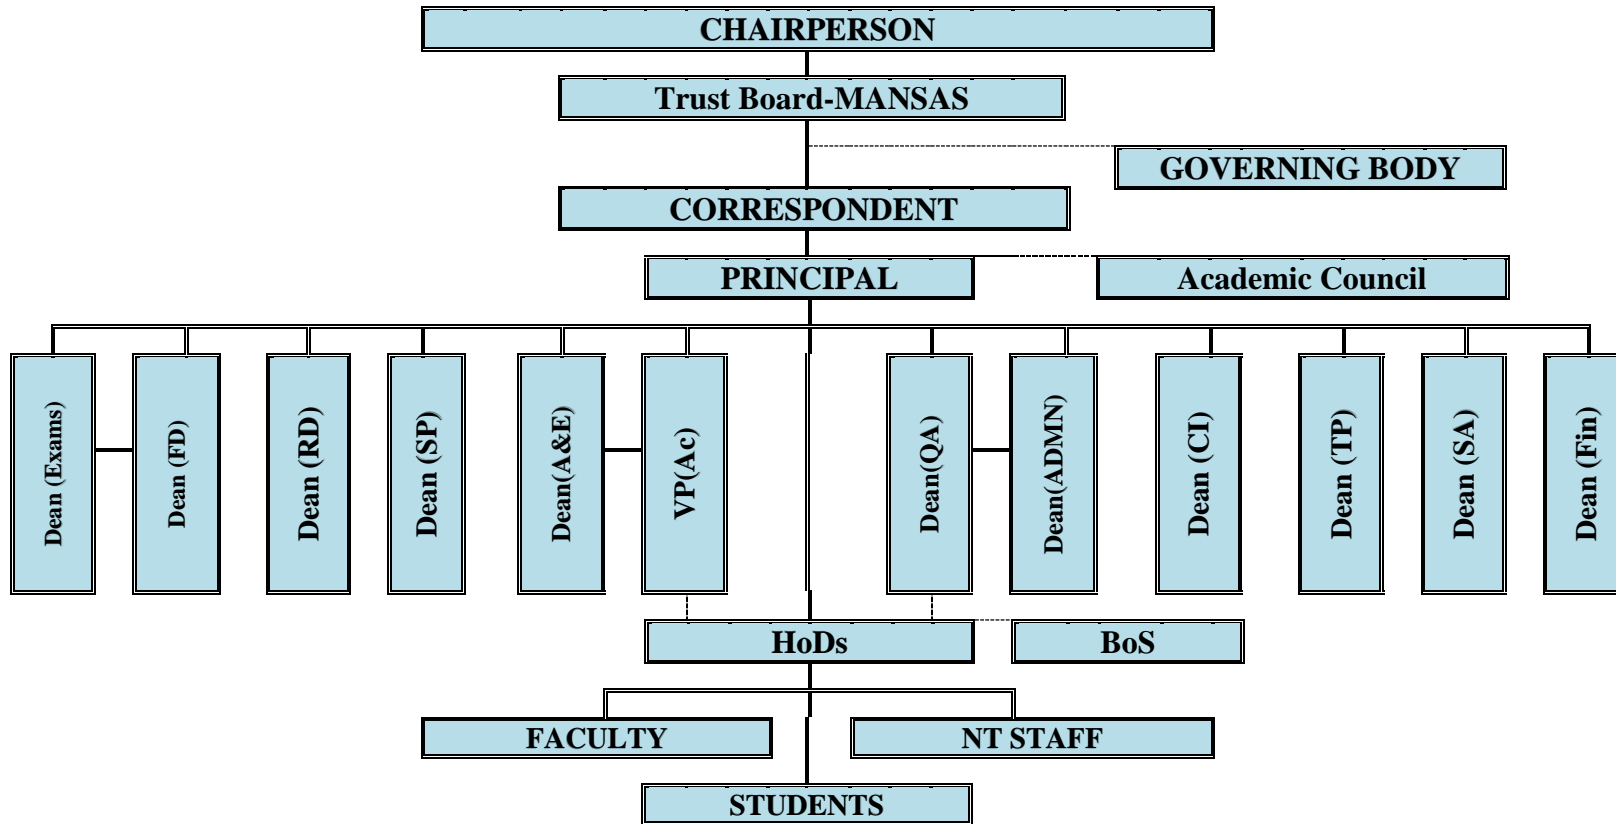 CHAIRPERSON
Trust Board-MANSAS
GOVERNING BODY
CORRESPONDENT
PRINCIPAL
Academic Council
Dean (Exams)
Dean (FD)
Dean (RD)
Dean (SP)
Dean(A&E)
VP(Ac)
Dean(QA)
Dean(ADMN)
Dean (CI)
Dean (TP)
Dean (SA)
Dean (Fin)
HoDs
BoS
FACULTY
NT STAFF
STUDENTS